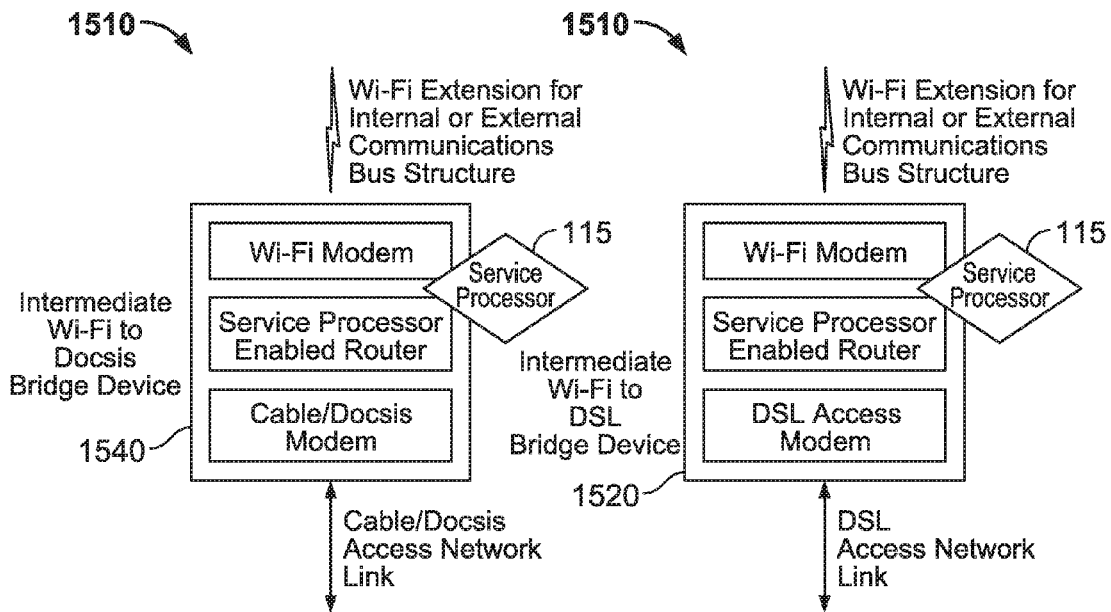 1510
Wi-Fi Extension for
Internal or External
Communications
Bus Structure
115
Wi-Fi Modem
Service
Processor
Intermediate
Wi-Fi to
Docsis
Bridge Device
Service Processor
Enabled Router
Cable/Docsis
Modem
1540
Cable/Docsis
Access Network
Link
1510
Wi-Fi Extension for
Internal or External
Communications
Bus Structure
115
Wi-Fi Modem
Service
Processor
Intermediate
Wi-Fi to
DSL
Bridge Device
Service Processor
Enabled Router
DSL Access
Modem
1520
DSL
Access Network
Link